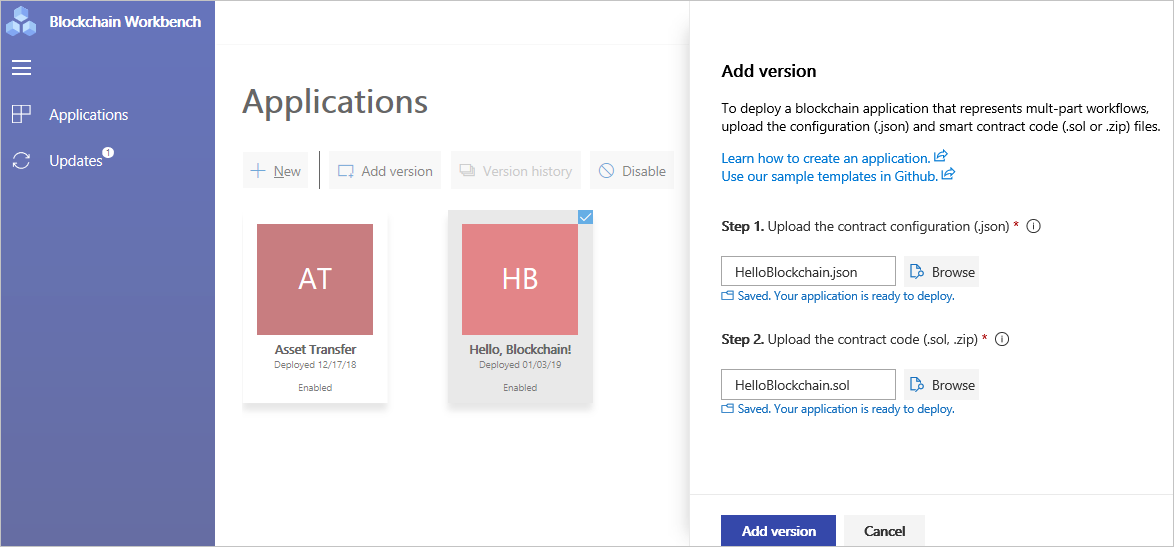 Blockchain Workbench
Applications
Updates
1
Applications
New
Add version
Version history
Disable
AT
Asset Transfer
Deployed 12/17/18
Enabled
HB
Hello, Blockchain!
Deployed 01/03/19
Enabled
Add version
To deploy a blockchain application that represents mult-part workflows,
upload the configuration (.json) and smart contract code (.sol or .zip) files.
Learn how to create an application.
Use our sample templates in Github.
Step 1. Upload the contract configuration (.json) *
HelloBlockchain.json
Browse
Saved. Your application is ready to deploy.
Step 2. Upload the contract code (.sol, .zip) *
HelloBlockchain.sol
Browse
Saved. Your application is ready to deploy.
Add version
Cancel